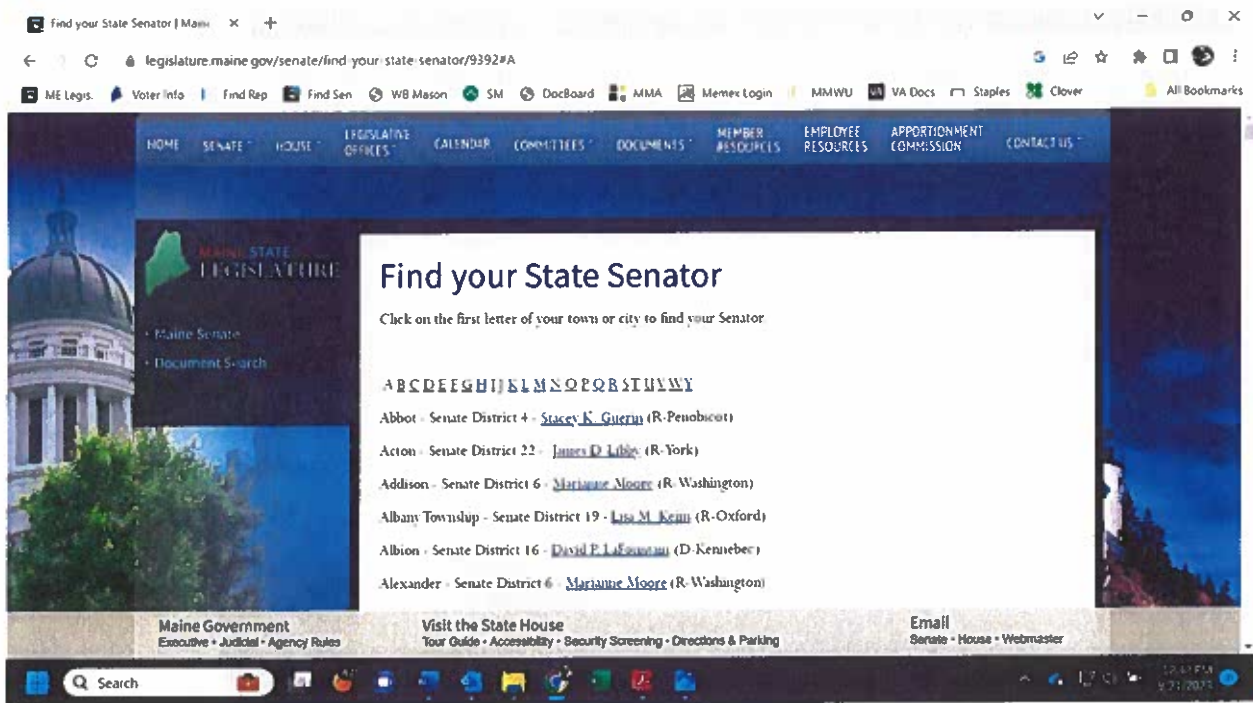 Find your State Senator | Maine
legislature.maine.gov/senate/find-your-state-senator/9392#A
ME Legis. Voter Info Find Rep Find Sen WB Mason SM DocBoard MMA Memex Login MMWU VA Docs Staples Clover All Bookmarks
HOME SENATE HOUSE LEGISLATIVE OFFICES CALENDAR COMMITTEES DOCUMENTS MEMBER RESOURCES EMPLOYEE RESOURCES APPORTIONMENT COMMISSION CONTACT US
MAINE STATE
LEGISLATURE
Find your State Senator
Click on the first letter of your town or city to find your Senator
• Maine Senate
• Document Search
A B C D E F G H I J K L M N O P Q R S T U V W Y
Abbot - Senate District 4 - Stacey K. Guerin (R-Penobscot)
Acton - Senate District 22 - James D. Libby (R-York)
Addison - Senate District 6 - Marianne Moore (R-Washington)
Albany Township - Senate District 19 - Lisa M. Keim (R-Oxford)
Albion - Senate District 16 - David P. LaFountain (D-Kennebec)
Alexander - Senate District 6 - Marianne Moore (R-Washington)
Maine Government
Executive • Judicial • Agency Rules
Visit the State House
Tour Guide • Accessibility • Security Screening • Directions & Parking
Email
Senate • House • Webmaster
Search